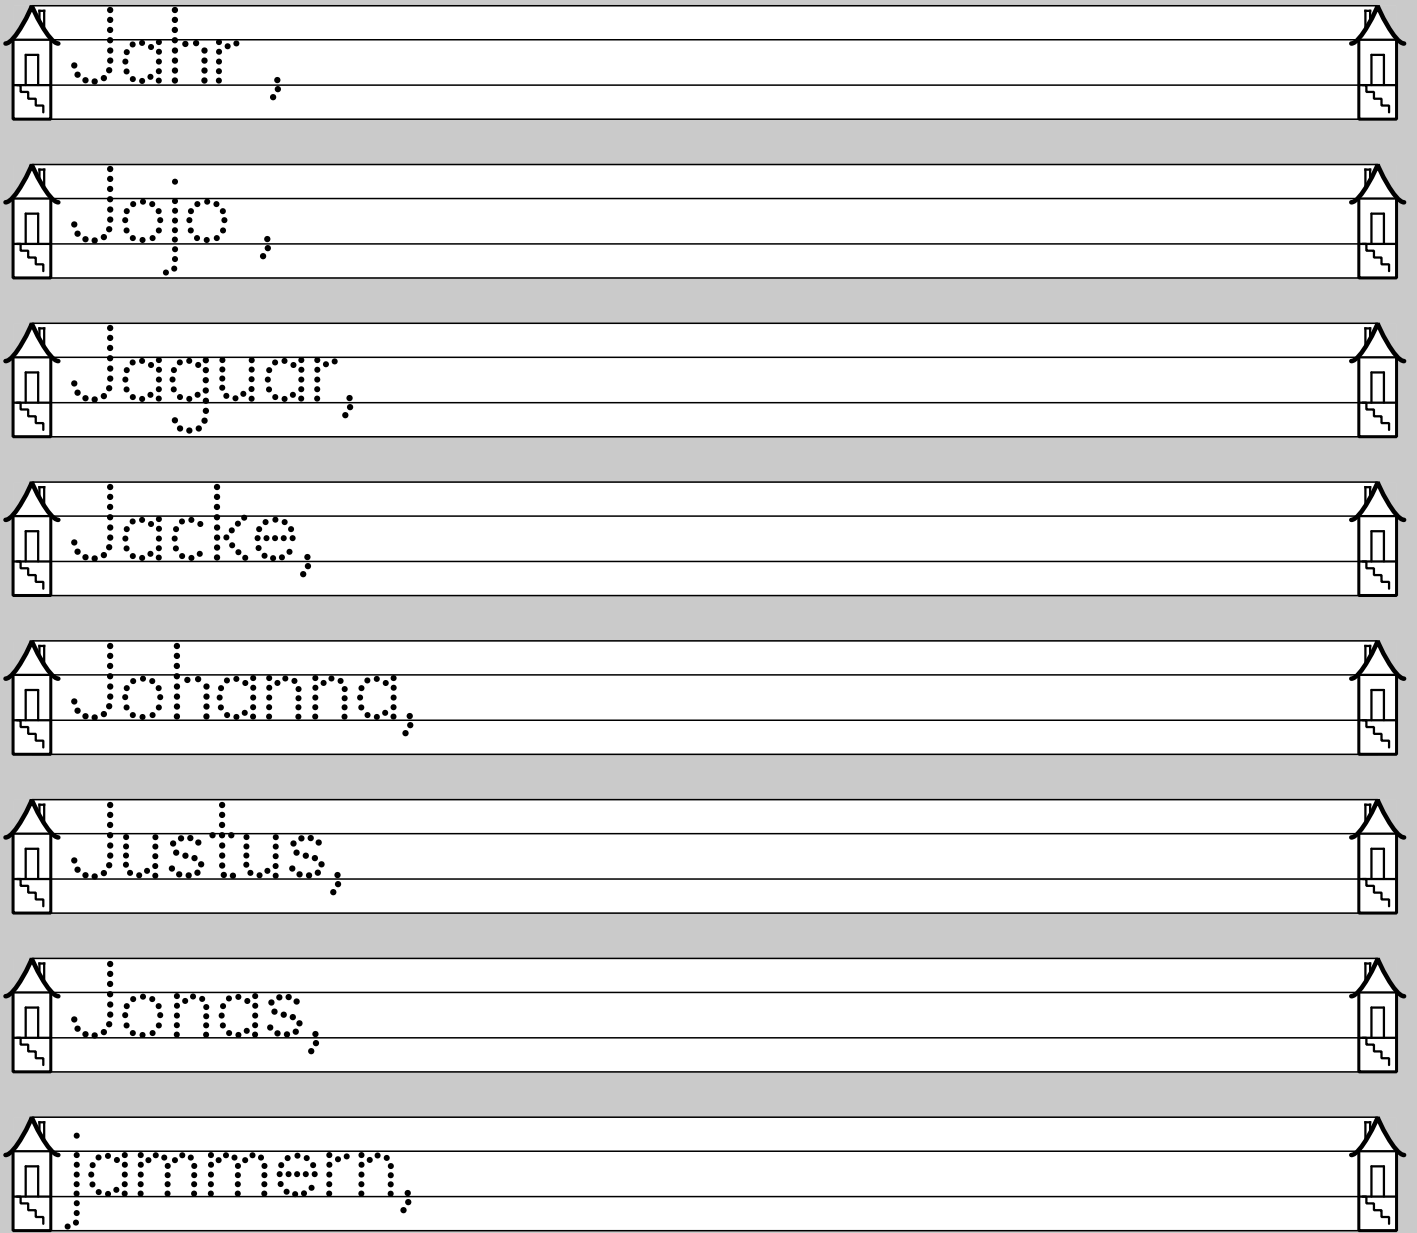 Jahr ,
Jojo ,
Jaguar,
Jacke,
Johanna,
Justus,
Jonas,
jammern,